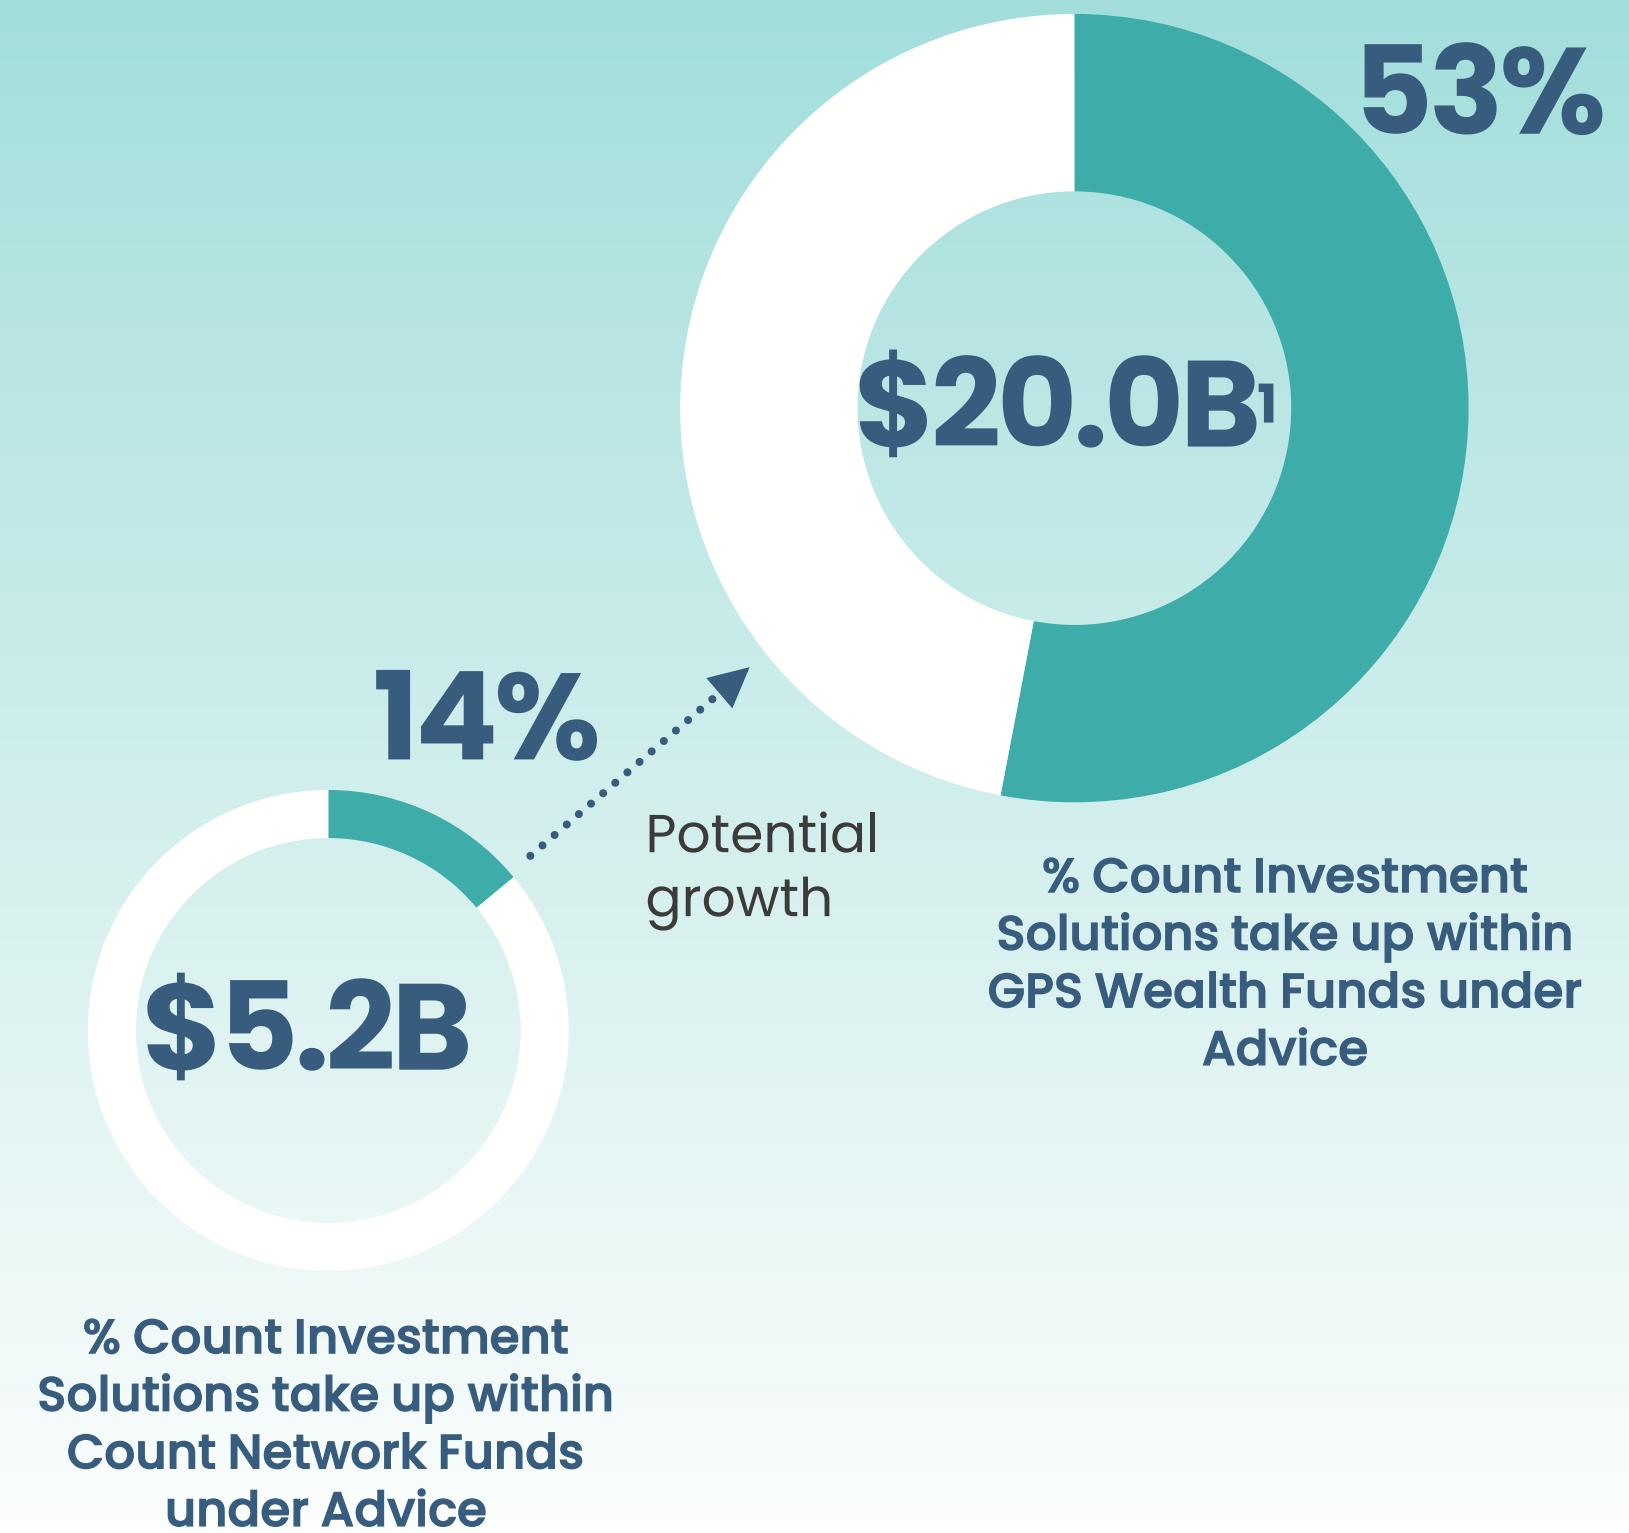 53%
$20.0B¹
14%
Potential
growth
% Count Investment
Solutions take up within
GPS Wealth Funds under
Advice
$5.2B
% Count Investment
Solutions take up within
Count Network Funds
under Advice